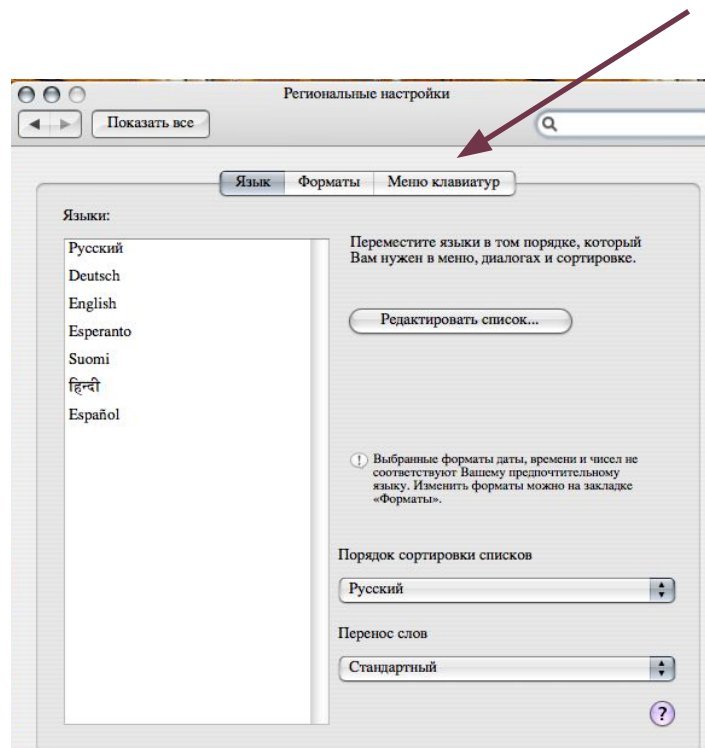 Региональные настройки
Показать все
Язык Форматы Меню клавиатур
Языки:
Русский
Deutsch
English
Esperanto
Suomi
हिन्दी
Español
Переместите языки в том порядке, который
Вам нужен в меню, диалогах и сортировке.
Редактировать список...
Выбранные форматы даты, времени и чисел не
соответствуют Вашему предпочтительному
языку. Изменить форматы можно на закладке
«Форматы».
Порядок сортировки списков
Русский
Перенос слов
Стандартный
?